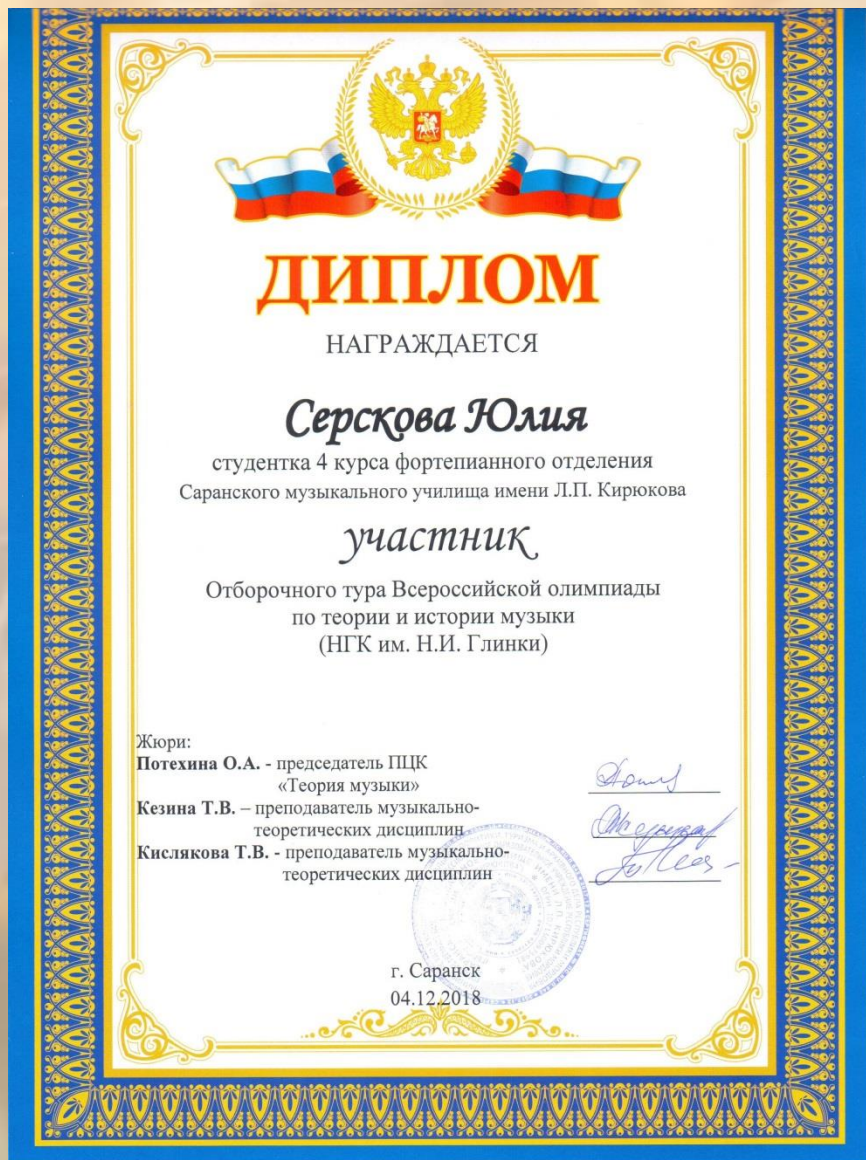 ДИПЛОМ
НАГРАЖДАЕТСЯ
Серскова Юлия
студентка 4 курса фортепианного отделения
Саранского музыкального училища имени Л.П. Кирюкова
участник
Отборочного тура Всероссийской олимпиады
по теории и истории музыки
(НГК им. Н.И. Глинки)
Жюри:
Потехина О.А. - председатель ПЦК
«Теория музыки»
Кезина Т.В. – преподаватель музыкально-
теоретических дисциплин
Кислякова Т.В. - преподаватель музыкально-
теоретических дисциплин
г. Саранск
04.12.2018